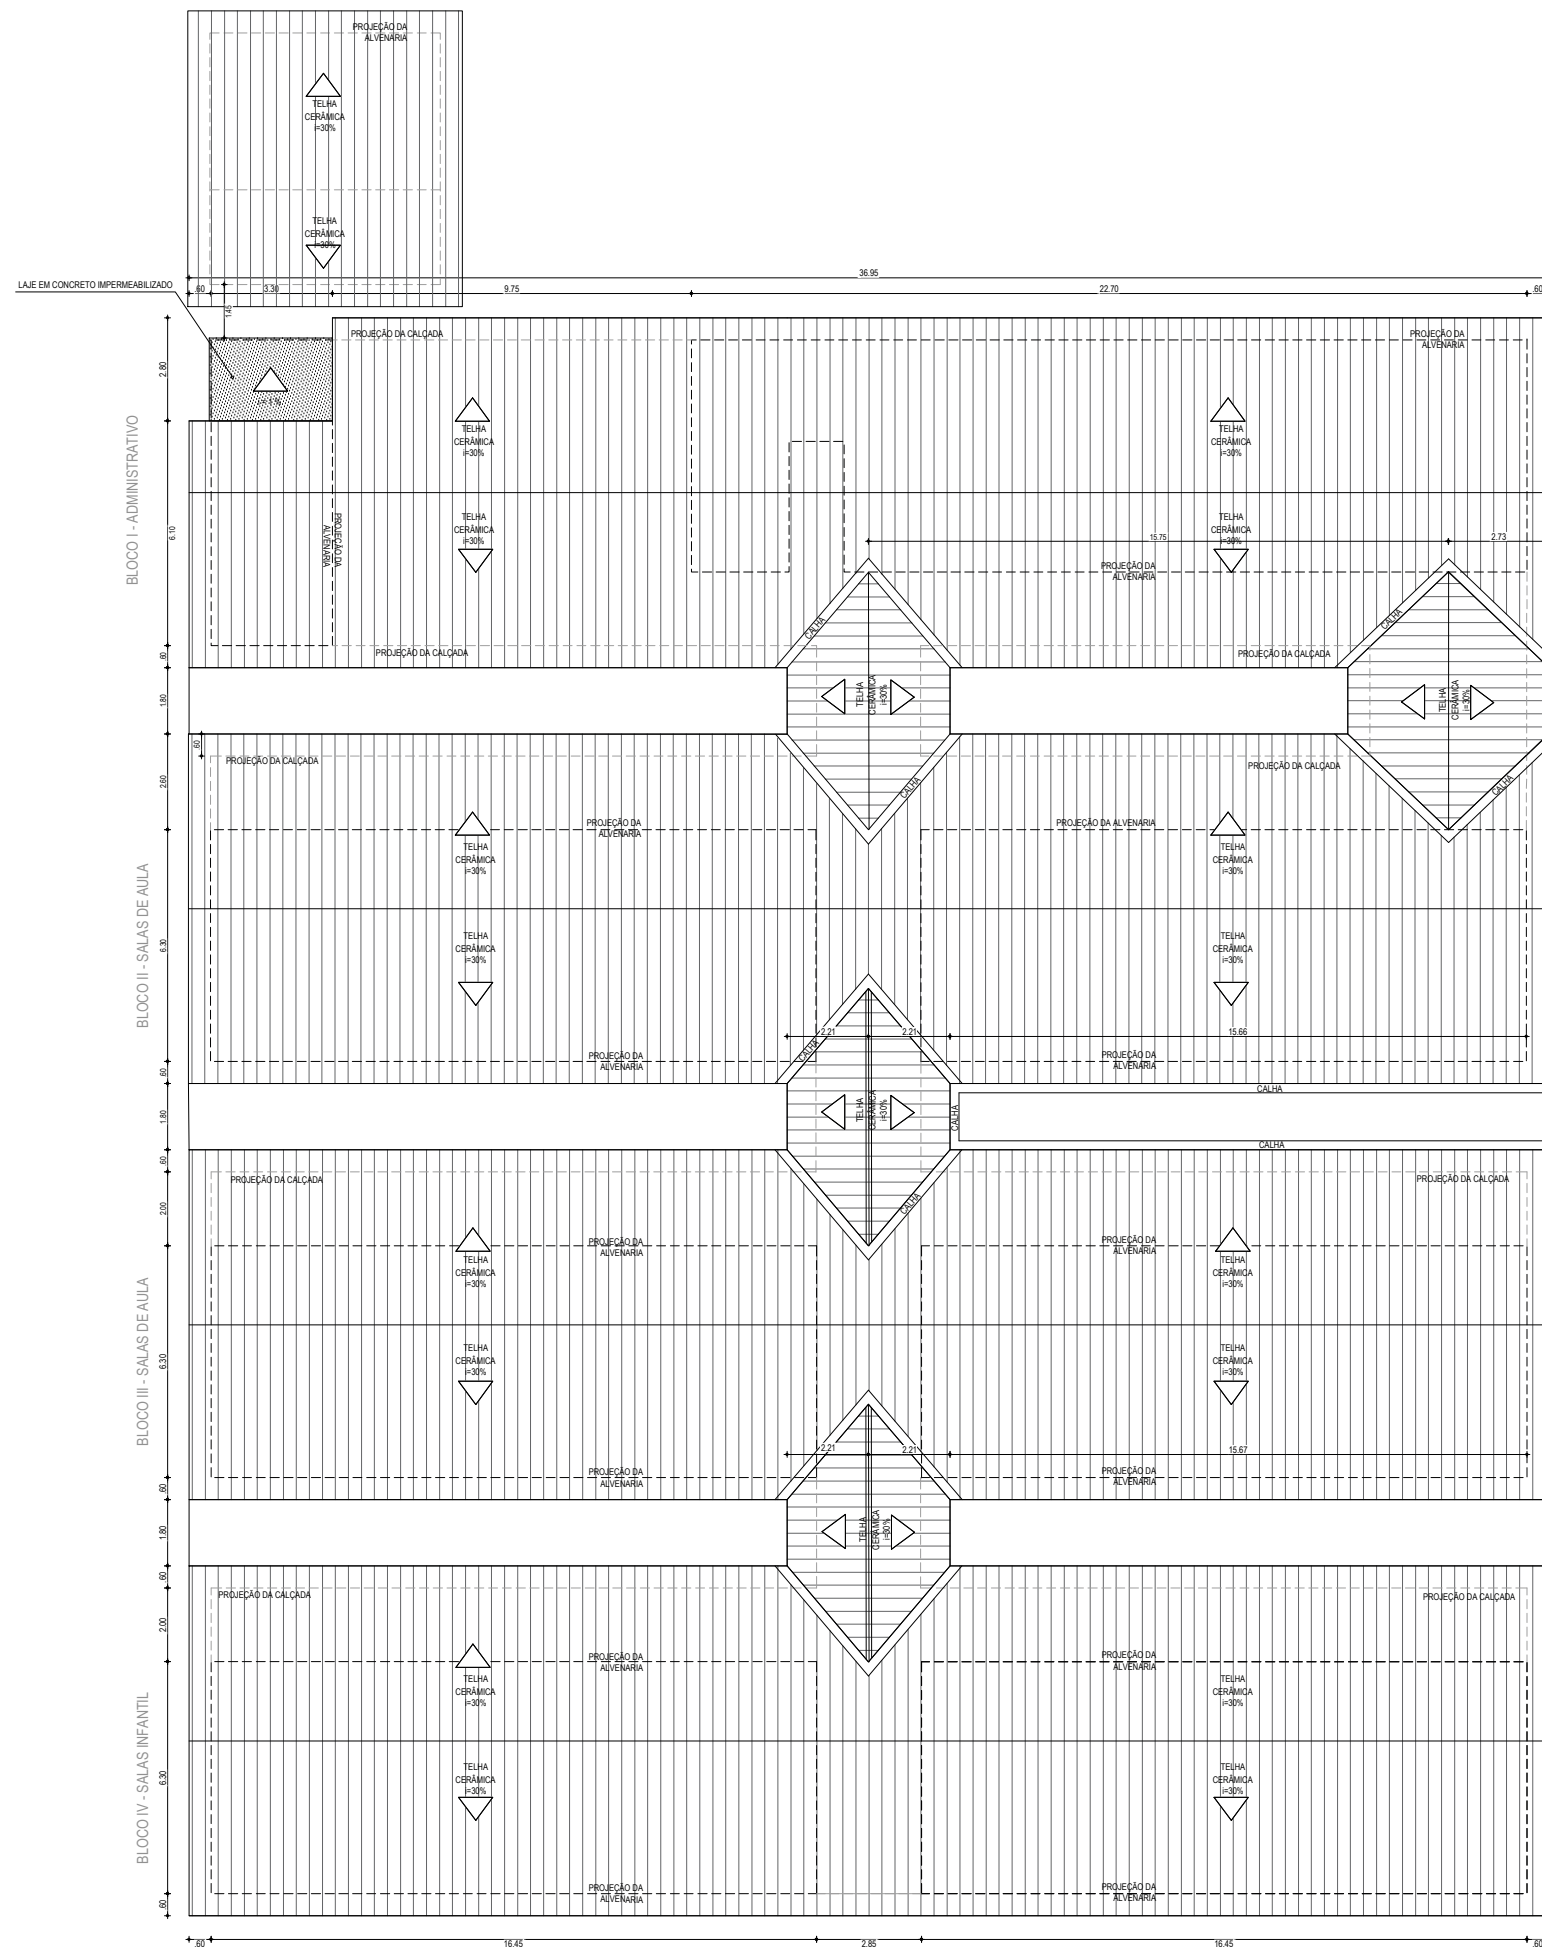 PROJEÇÃO DA
ALVENARIA
TELHA
CERÂMICA
i=30%
TELHA
CERÂMICA
i=30%
36.95
LAJE EM CONCRETO IMPERMEABILIZADO
.60
3.30
9.75
22.70
.60
1.45
PROJEÇÃO DA CALÇADA
PROJEÇÃO DA
ALVENARIA
2.80
i= 1 %
TELHA
CERÂMICA
i=30%
TELHA
CERÂMICA
i=30%
BLOCO I - ADMINISTRATIVO
6.10
PROJEÇÃO DA
ALVENARIA
TELHA
CERÂMICA
i=30%
TELHA
CERÂMICA
i=30%
15.75
2.73
PROJEÇÃO DA
ALVENARIA
CALHA
CALHA
.60
PROJEÇÃO DA CALÇADA
PROJEÇÃO DA CALÇADA
1.80
TELHA
CERÂMICA
i=30%
TELHA
CERÂMICA
i=30%
.60
PROJEÇÃO DA CALÇADA
PROJEÇÃO DA CALÇADA
2.60
CALHA
CALHA
PROJEÇÃO DA
ALVENARIA
PROJEÇÃO DA ALVENARIA
TELHA
CERÂMICA
i=30%
TELHA
CERÂMICA
i=30%
BLOCO II - SALAS DE AULA
6.30
TELHA
CERÂMICA
i=30%
TELHA
CERÂMICA
i=30%
2.21
2.21
15.66
CALHA
PROJEÇÃO DA
ALVENARIA
PROJEÇÃO DA
ALVENARIA
.60
CALHA
1.80
TELHA
CERÂMICA
i=30%
CALHA
CALHA
.60
PROJEÇÃO DA CALÇADA
PROJEÇÃO DA CALÇADA
2.00
CALHA
PROJEÇÃO DA
ALVENARIA
PROJEÇÃO DA
ALVENARIA
TELHA
CERÂMICA
i=30%
TELHA
CERÂMICA
i=30%
BLOCO III - SALAS DE AULA
6.30
TELHA
CERÂMICA
i=30%
TELHA
CERÂMICA
i=30%
2.21
2.21
15.67
PROJEÇÃO DA
ALVENARIA
PROJEÇÃO DA
ALVENARIA
.60
1.80
TELHA
CERÂMICA
i=30%
.60
PROJEÇÃO DA CALÇADA
PROJEÇÃO DA CALÇADA
2.00
PROJEÇÃO DA
ALVENARIA
PROJEÇÃO DA
ALVENARIA
TELHA
CERÂMICA
i=30%
TELHA
CERÂMICA
i=30%
BLOCO IV - SALAS INFANTIL
6.30
TELHA
CERÂMICA
i=30%
TELHA
CERÂMICA
i=30%
PROJEÇÃO DA
ALVENARIA
PROJEÇÃO DA
ALVENARIA
.60
.60
16.45
2.85
16.45
.60